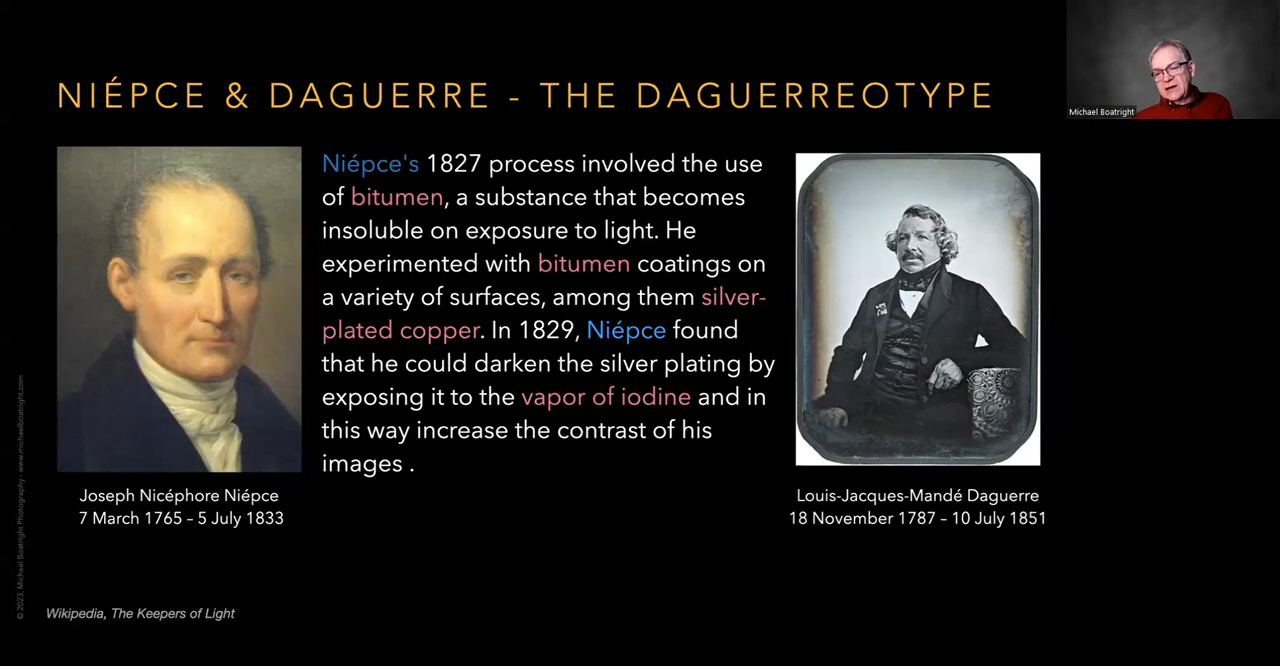 NIÉPCE & DAGUERRE - THE DAGUERREOTYPE
Michael Boatright
Niépce's 1827 process involved the use
of bitumen, a substance that becomes
insoluble on exposure to light. He
experimented with bitumen coatings on
a variety of surfaces, among them silver-
plated copper. In 1829, Niépce found
that he could darken the silver plating by
exposing it to the vapor of iodine and in
this way increase the contrast of his
images .
Joseph Nicéphore Niépce
7 March 1765 – 5 July 1833
Louis-Jacques-Mandé Daguerre
18 November 1787 – 10 July 1851
© 2023, Michael Boatright Photography - www.michaelboatright.com
Wikipedia, The Keepers of Light